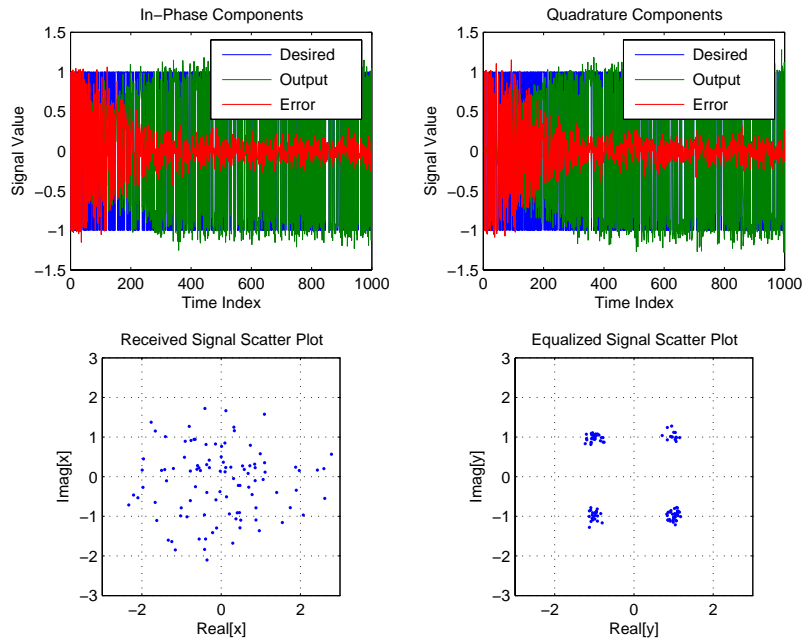 In−Phase Components
1.5
1
0.5
0
−0.5
−1
−1.5
Signal Value
Desired
Output
Error
0
200
400
600
800
1000
Time Index
Quadrature Components
1.5
1
0.5
0
−0.5
−1
−1.5
Signal Value
Desired
Output
Error
0
200
400
600
800
1000
Time Index
Received Signal Scatter Plot
3
2
1
0
−1
−2
−3
Imag[x]
−2
0
2
Real[x]
Equalized Signal Scatter Plot
3
2
1
0
−1
−2
−3
Imag[y]
−2
0
2
Real[y]